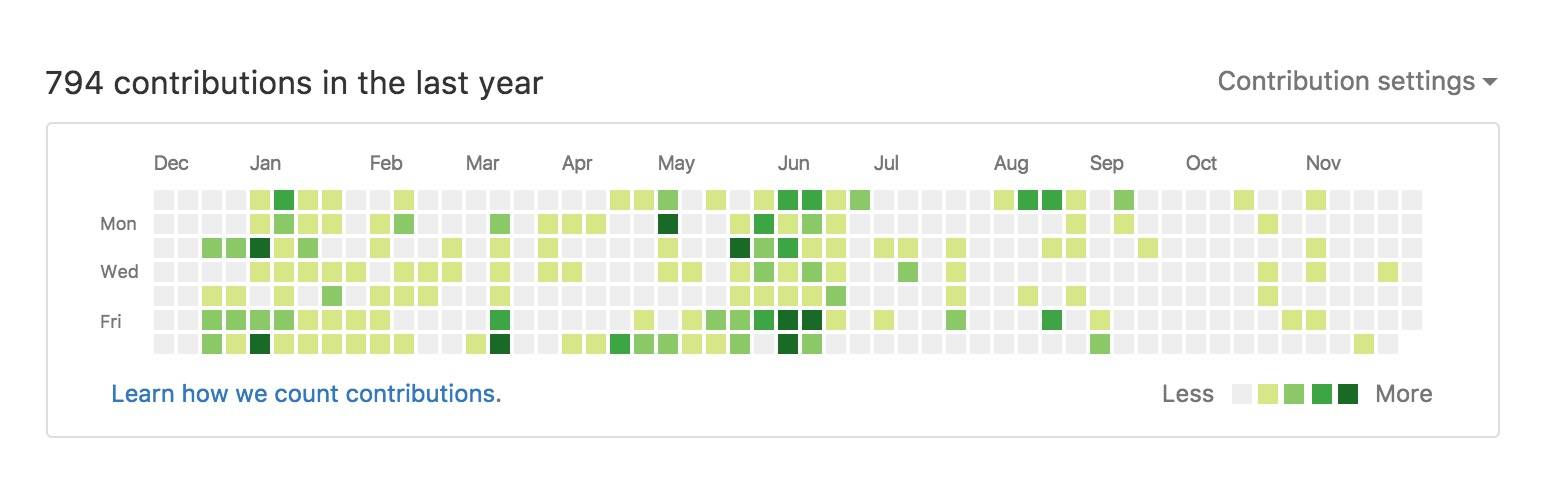 794 contributions in the last year
Contribution settings
Dec Jan Feb Mar Apr May Jun Jul Aug Sep Oct Nov
Mon
Wed
Fri
Learn how we count contributions.
Less More